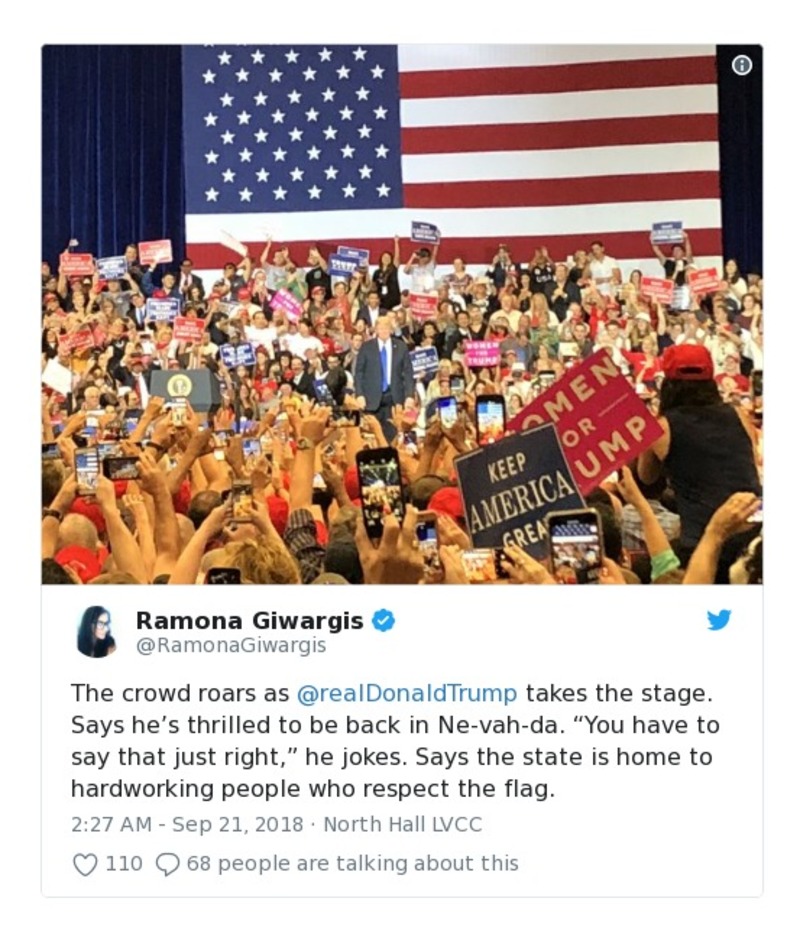 WOMEN
FOR
TRUMP
OMEN
OR
UMP
KEEP
AMERICA
GREA
Ramona Giwargis
@RamonaGiwargis
The crowd roars as @realDonaldTrump takes the stage.
Says he’s thrilled to be back in Ne-vah-da. “You have to
say that just right,” he jokes. Says the state is home to
hardworking people who respect the flag.
2:27 AM - Sep 21, 2018 · North Hall LVCC
110 68 people are talking about this